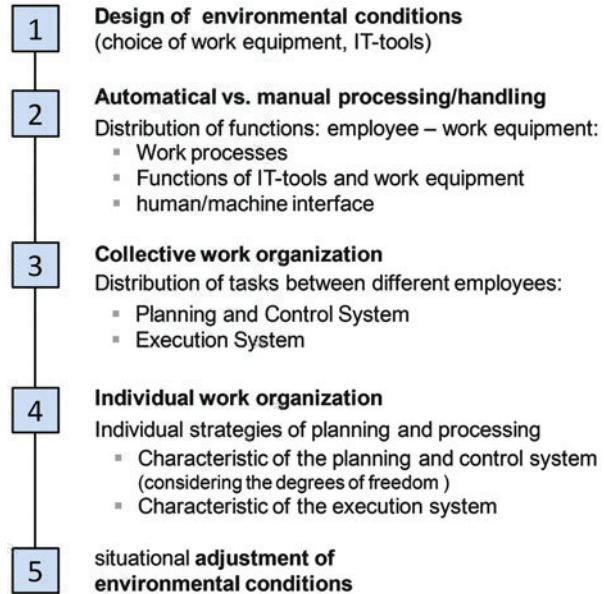 1
Design of environmental conditions
(choice of work equipment, IT-tools)
2
Automatical vs. manual processing/handling
Distribution of functions: employee – work equipment:
▪ Work processes
▪ Functions of IT-tools and work equipment
▪ human/machine interface
3
Collective work organization
Distribution of tasks between different employees:
▪ Planning and Control System
▪ Execution System
4
Individual work organization
Individual strategies of planning and processing
▪ Characteristic of the planning and control system
(considering the degrees of freedom )
▪ Characteristic of the execution system
5
situational adjustment of
environmental conditions